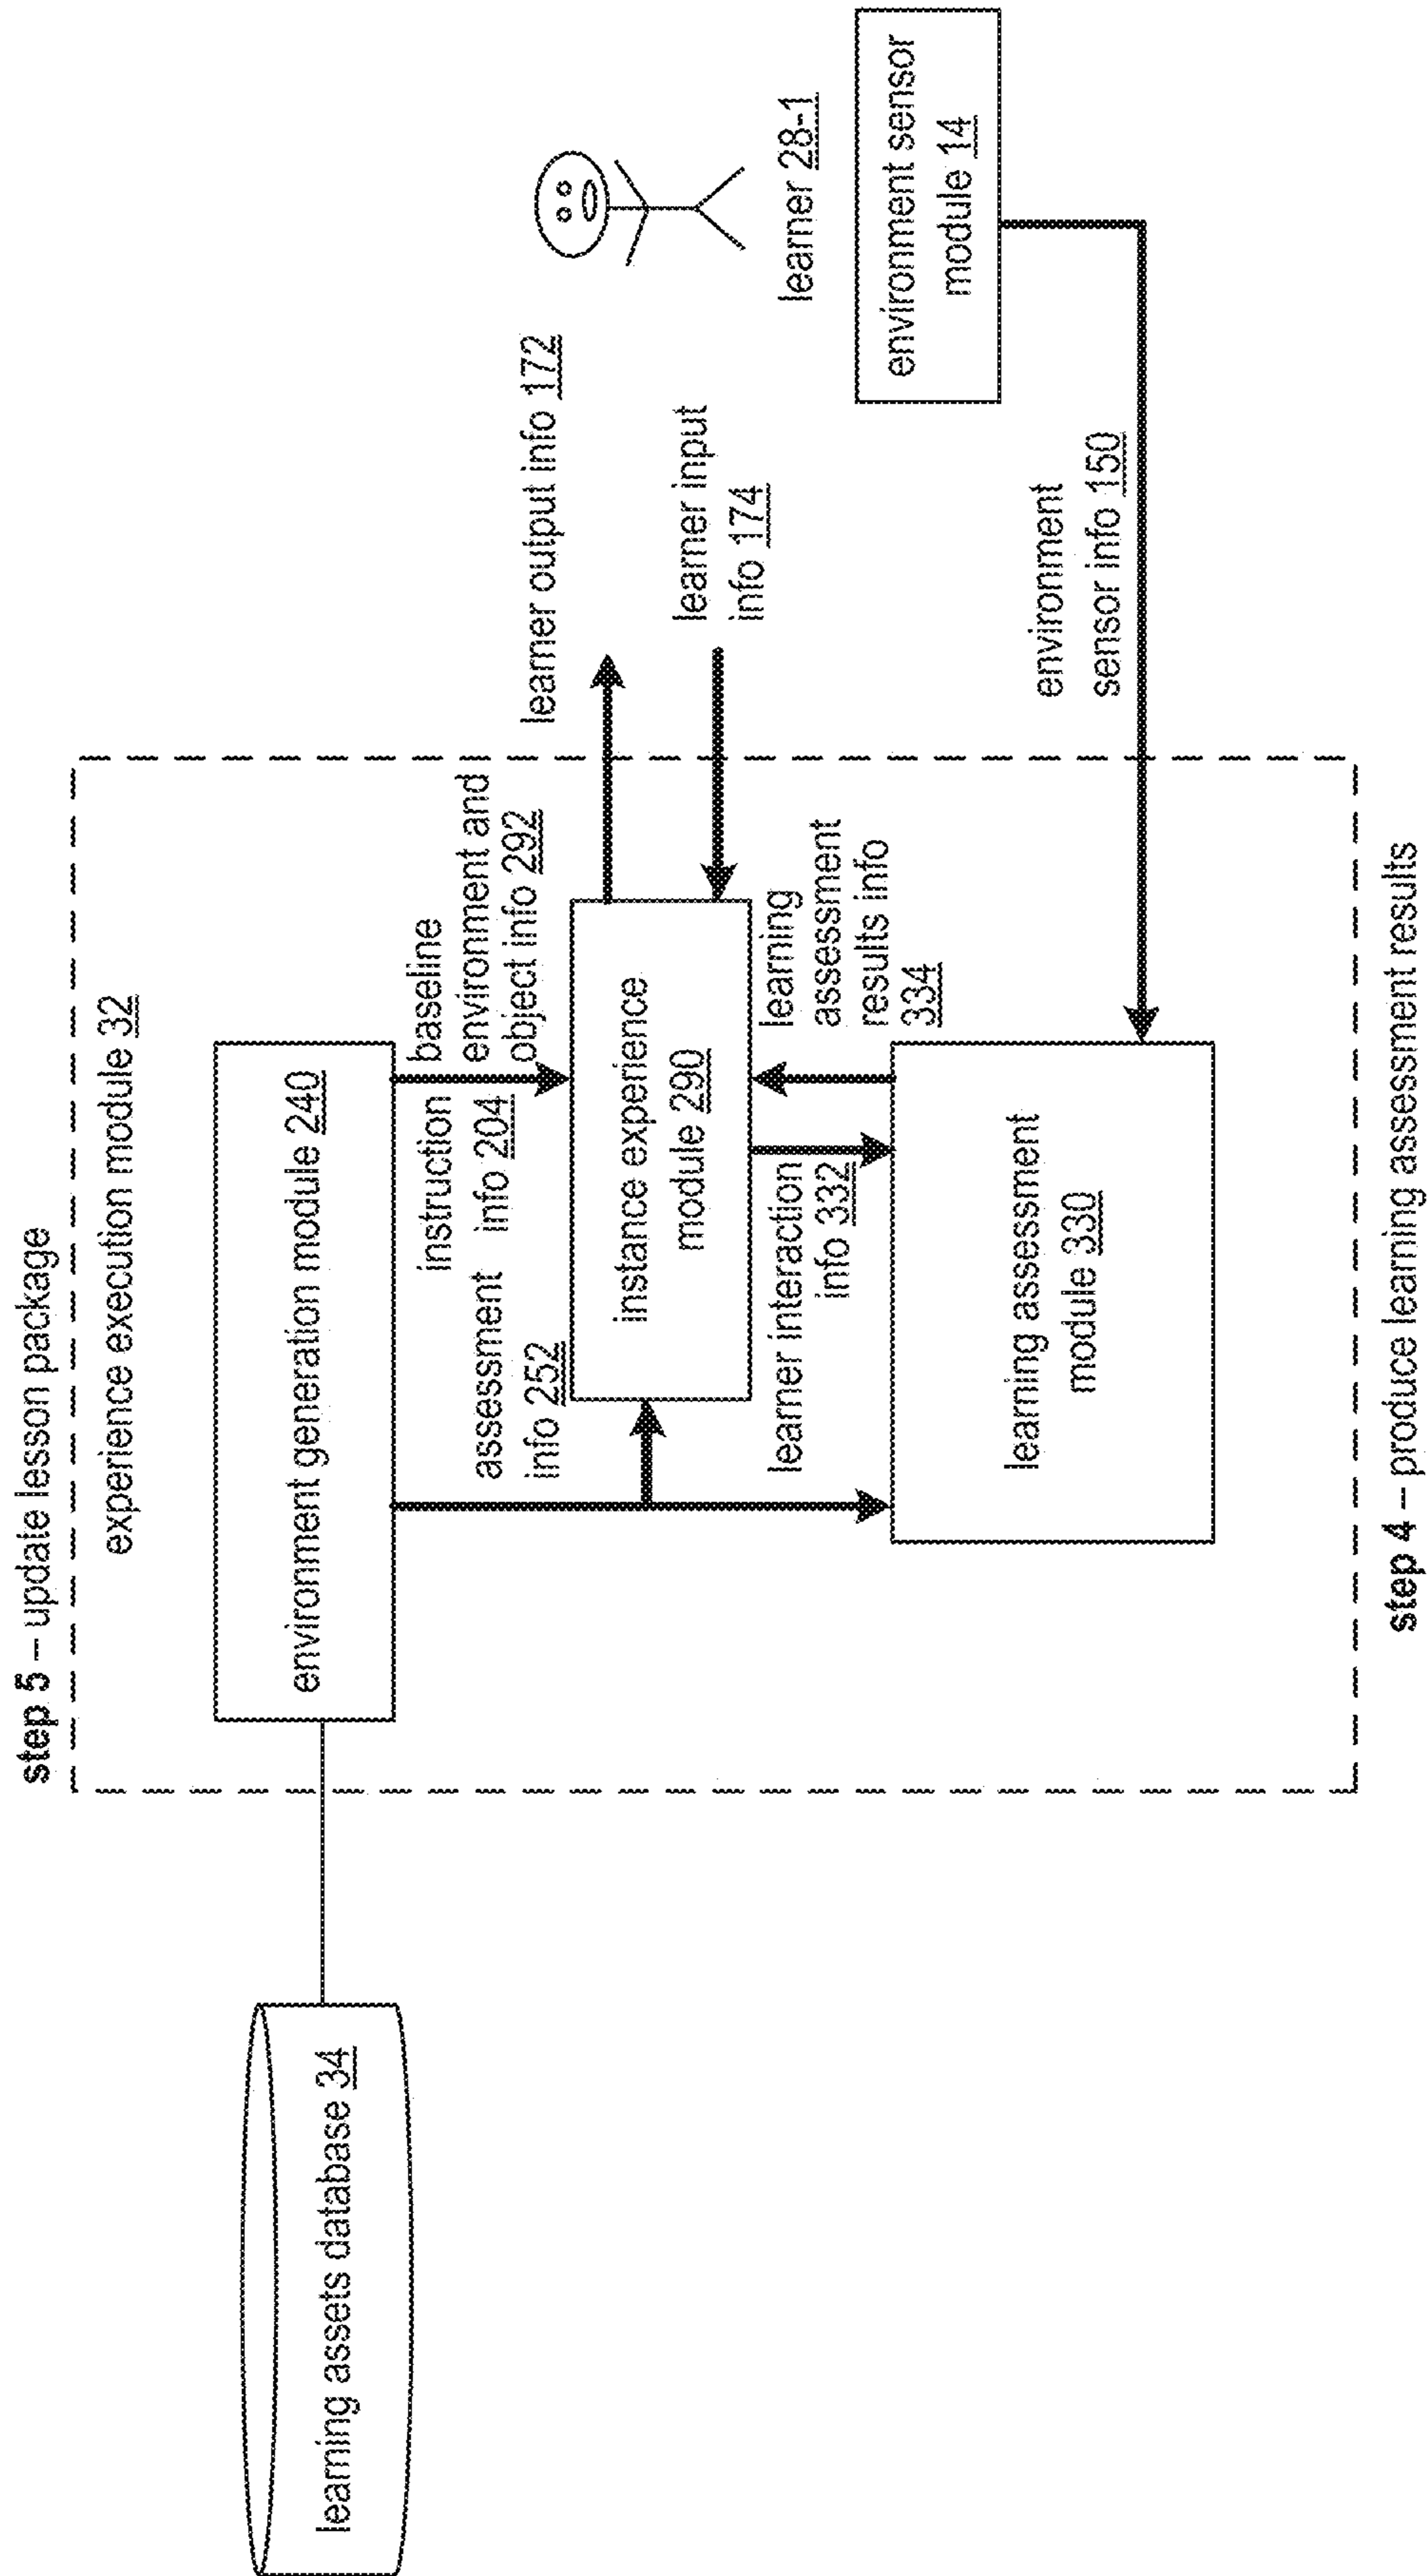 step 5 – update lesson package
experience execution module 32
learning assets database 34
environment generation module 240
instruction
info 204
baseline
environment and
object info 292
assessment
info 252
instance experience
module 290
learner output info 172
learner input
info 174
learner 28-1
learner interaction
info 332
learning
assessment
results info
334
learning assessment
module 330
environment
sensor info 150
environment sensor
module 14
step 4 – produce learning assessment results